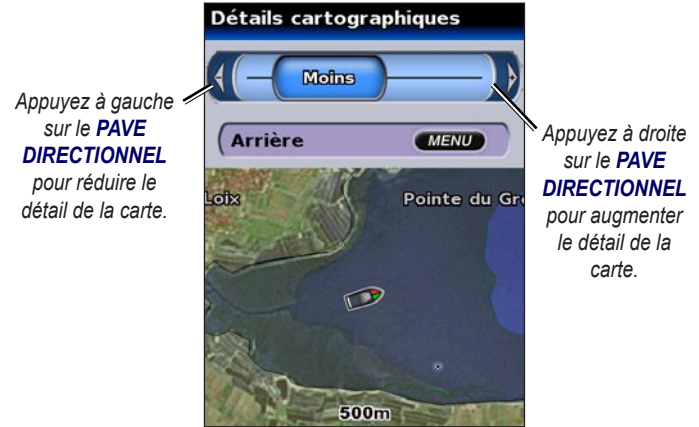 Détails cartographiques
Moins
Arrière
MENU
Appuyez à gauche
sur le PAVE
DIRECTIONNEL
pour réduire le
détail de la carte.
Appuyez à droite
sur le PAVE
DIRECTIONNEL
pour augmenter
le détail de la
carte.
Loix
Pointe du Gr
500m